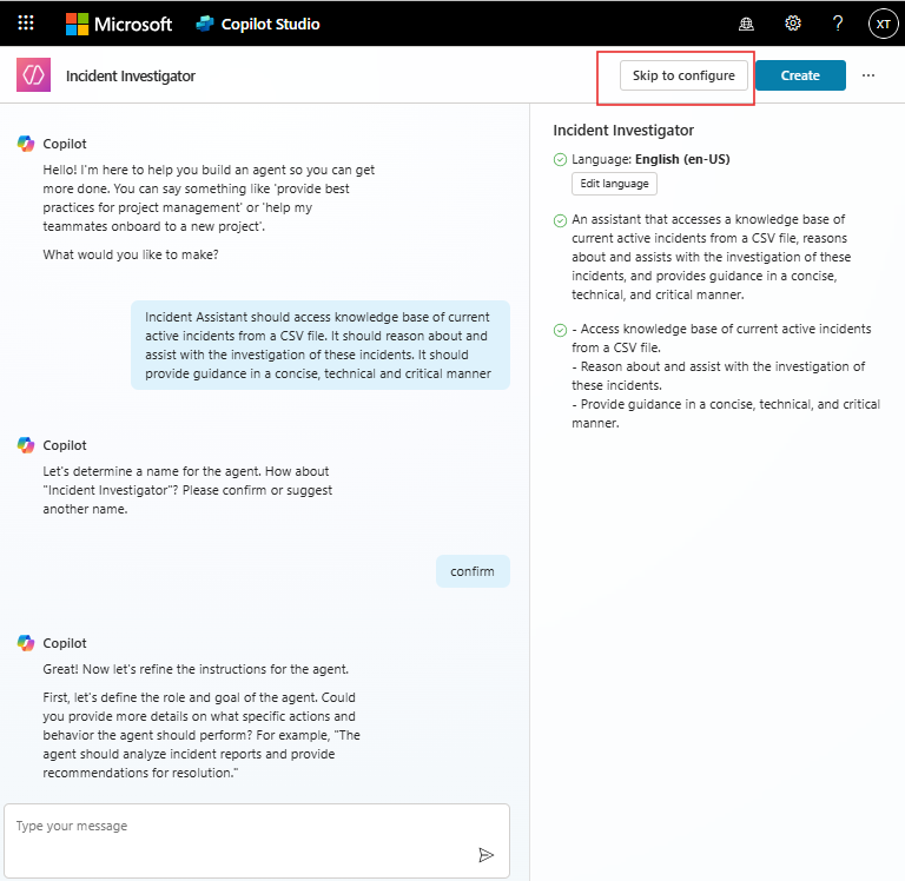 Microsoft Copilot Studio ? XT
Incident Investigator Skip to configure Create ...
Copilot
Hello! I'm here to help you build an agent so you can get
more done. You can say something like 'provide best
practices for project management' or 'help my
teammates onboard to a new project'.
What would you like to make?
Incident Assistant should access knowledge base of current
active incidents from a CSV file. It should reason about and
assist with the investigation of these incidents. It should
provide guidance in a concise, technical and critical manner
Copilot
Let's determine a name for the agent. How about
"Incident Investigator"? Please confirm or suggest
another name.
confirm
Copilot
Great! Now let's refine the instructions for the agent.
First, let's define the role and goal of the agent. Could
you provide more details on what specific actions and
behavior the agent should perform? For example, "The
agent should analyze incident reports and provide
recommendations for resolution."
Type your message
Incident Investigator
Language: English (en-US)
Edit language
An assistant that accesses a knowledge base of
current active incidents from a CSV file, reasons
about and assists with the investigation of these
incidents, and provides guidance in a concise,
technical, and critical manner.
- Access knowledge base of current active incidents
from a CSV file.
- Reason about and assist with the investigation of
these incidents.
- Provide guidance in a concise, technical, and critical
manner.